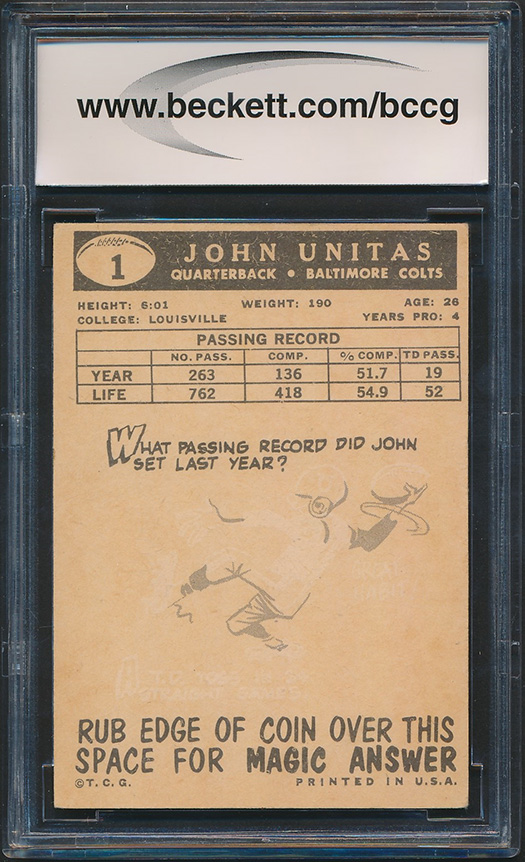 www.beckett.com/bccg
1
JOHN UNITAS
QUARTERBACK • BALTIMORE COLTS
HEIGHT: 6:01 WEIGHT: 190 AGE: 26
COLLEGE: LOUISVILLE YEARS PRO: 4
PASSING RECORD
NO. PASS. COMP. % COMP. TD PASS.
YEAR 263 136 51.7 19
LIFE 762 418 54.9 52
WHAT PASSING RECORD DID JOHN
SET LAST YEAR?
STRAIGHT GAMES
RUB EDGE OF COIN OVER THIS
SPACE FOR MAGIC ANSWER
©T.C.G. PRINTED IN U.S.A.